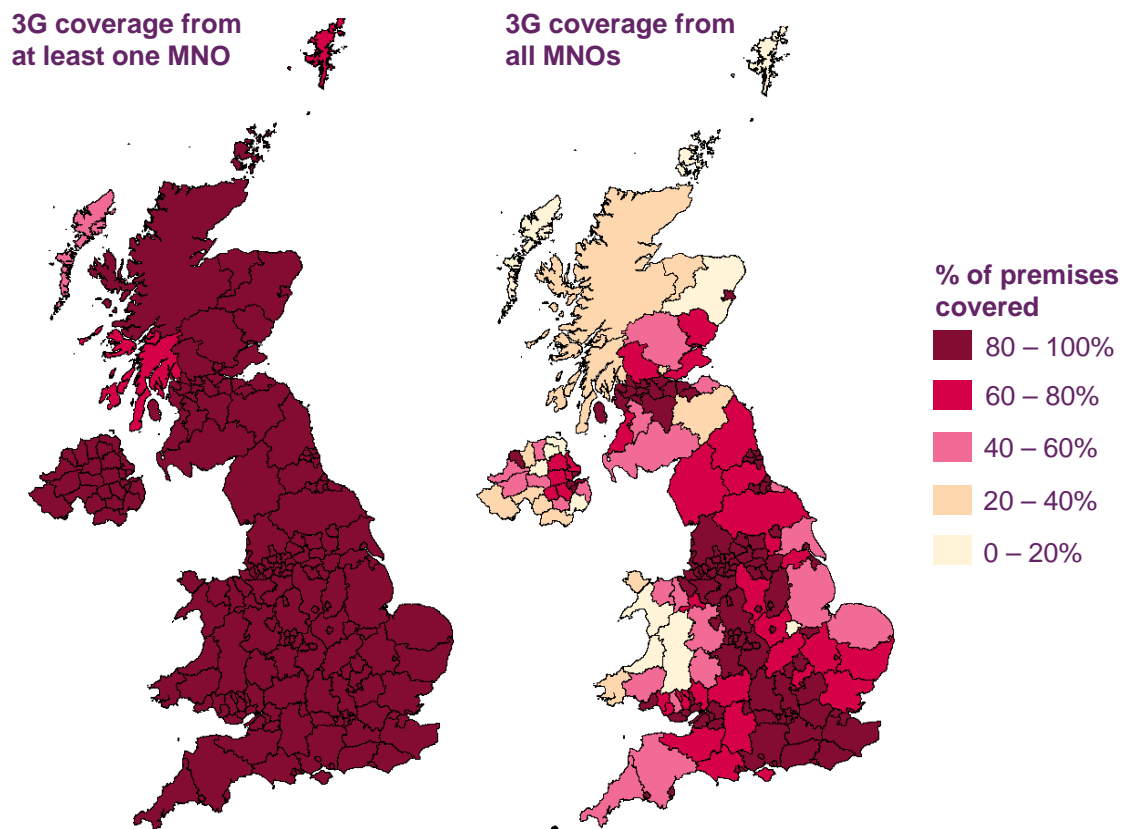 3G coverage from
at least one MNO
3G coverage from
all MNOs
% of premises
covered
80 – 100%
60 – 80%
40 – 60%
20 – 40%
0 – 20%